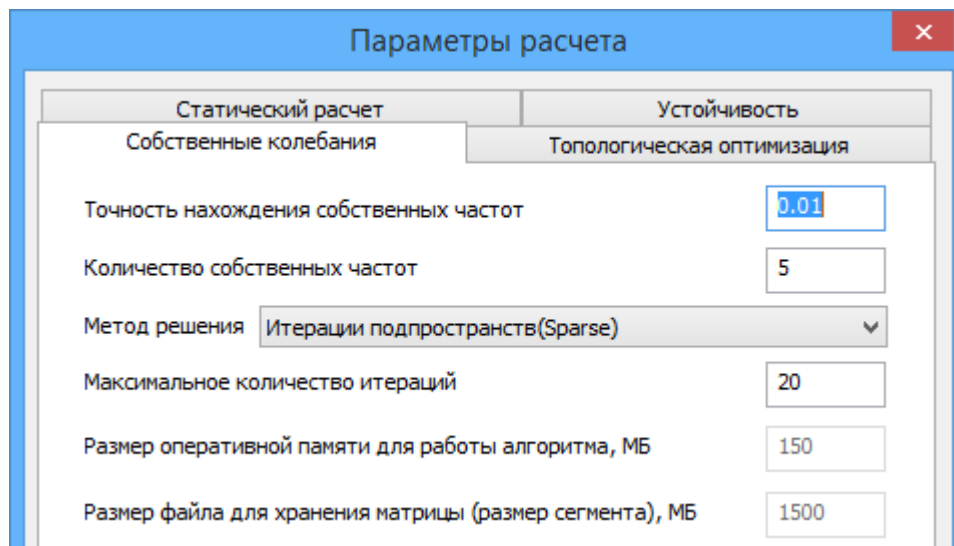 Параметры расчета
Статический расчет
Устойчивость
Собственные колебания
Топологическая оптимизация
Точность нахождения собственных частот 0.01
Количество собственных частот 5
Метод решения Итерации подпространств(Sparse)
Максимальное количество итераций 20
Размер оперативной памяти для работы алгоритма, МБ 150
Размер файла для хранения матрицы (размер сегмента), МБ 1500